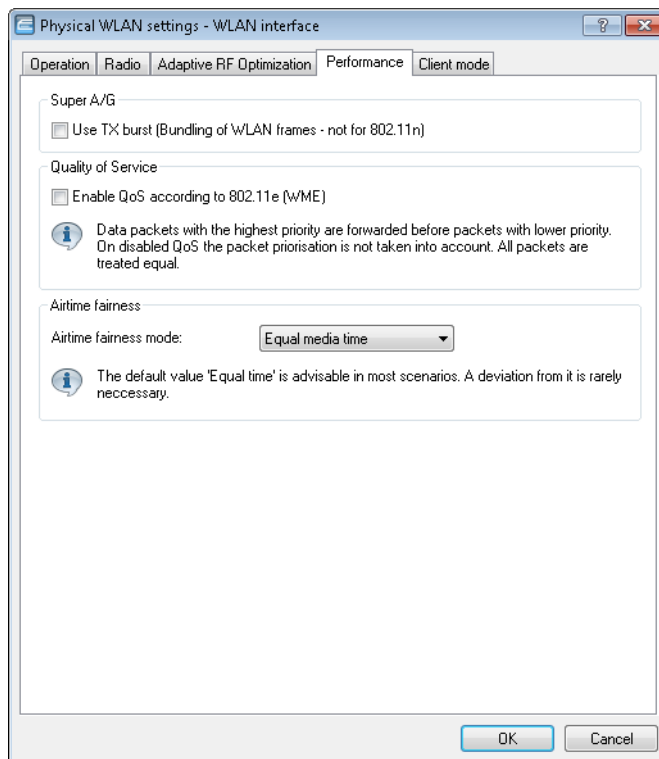 Physical WLAN settings - WLAN interface
Operation Radio Adaptive RF Optimization Performance Client mode
Super A/G
Use TX burst (Bundling of WLAN frames - not for 802.11n)
Quality of Service
Enable QoS according to 802.11e (WME)
Data packets with the highest priority are forwarded before packets with lower priority.
On disabled QoS the packet priorisation is not taken into account. All packets are
treated equal.
Airtime fairness
Airtime fairness mode: Equal media time
The default value 'Equal time' is advisable in most scenarios. A deviation from it is rarely
neccessary.
OK Cancel